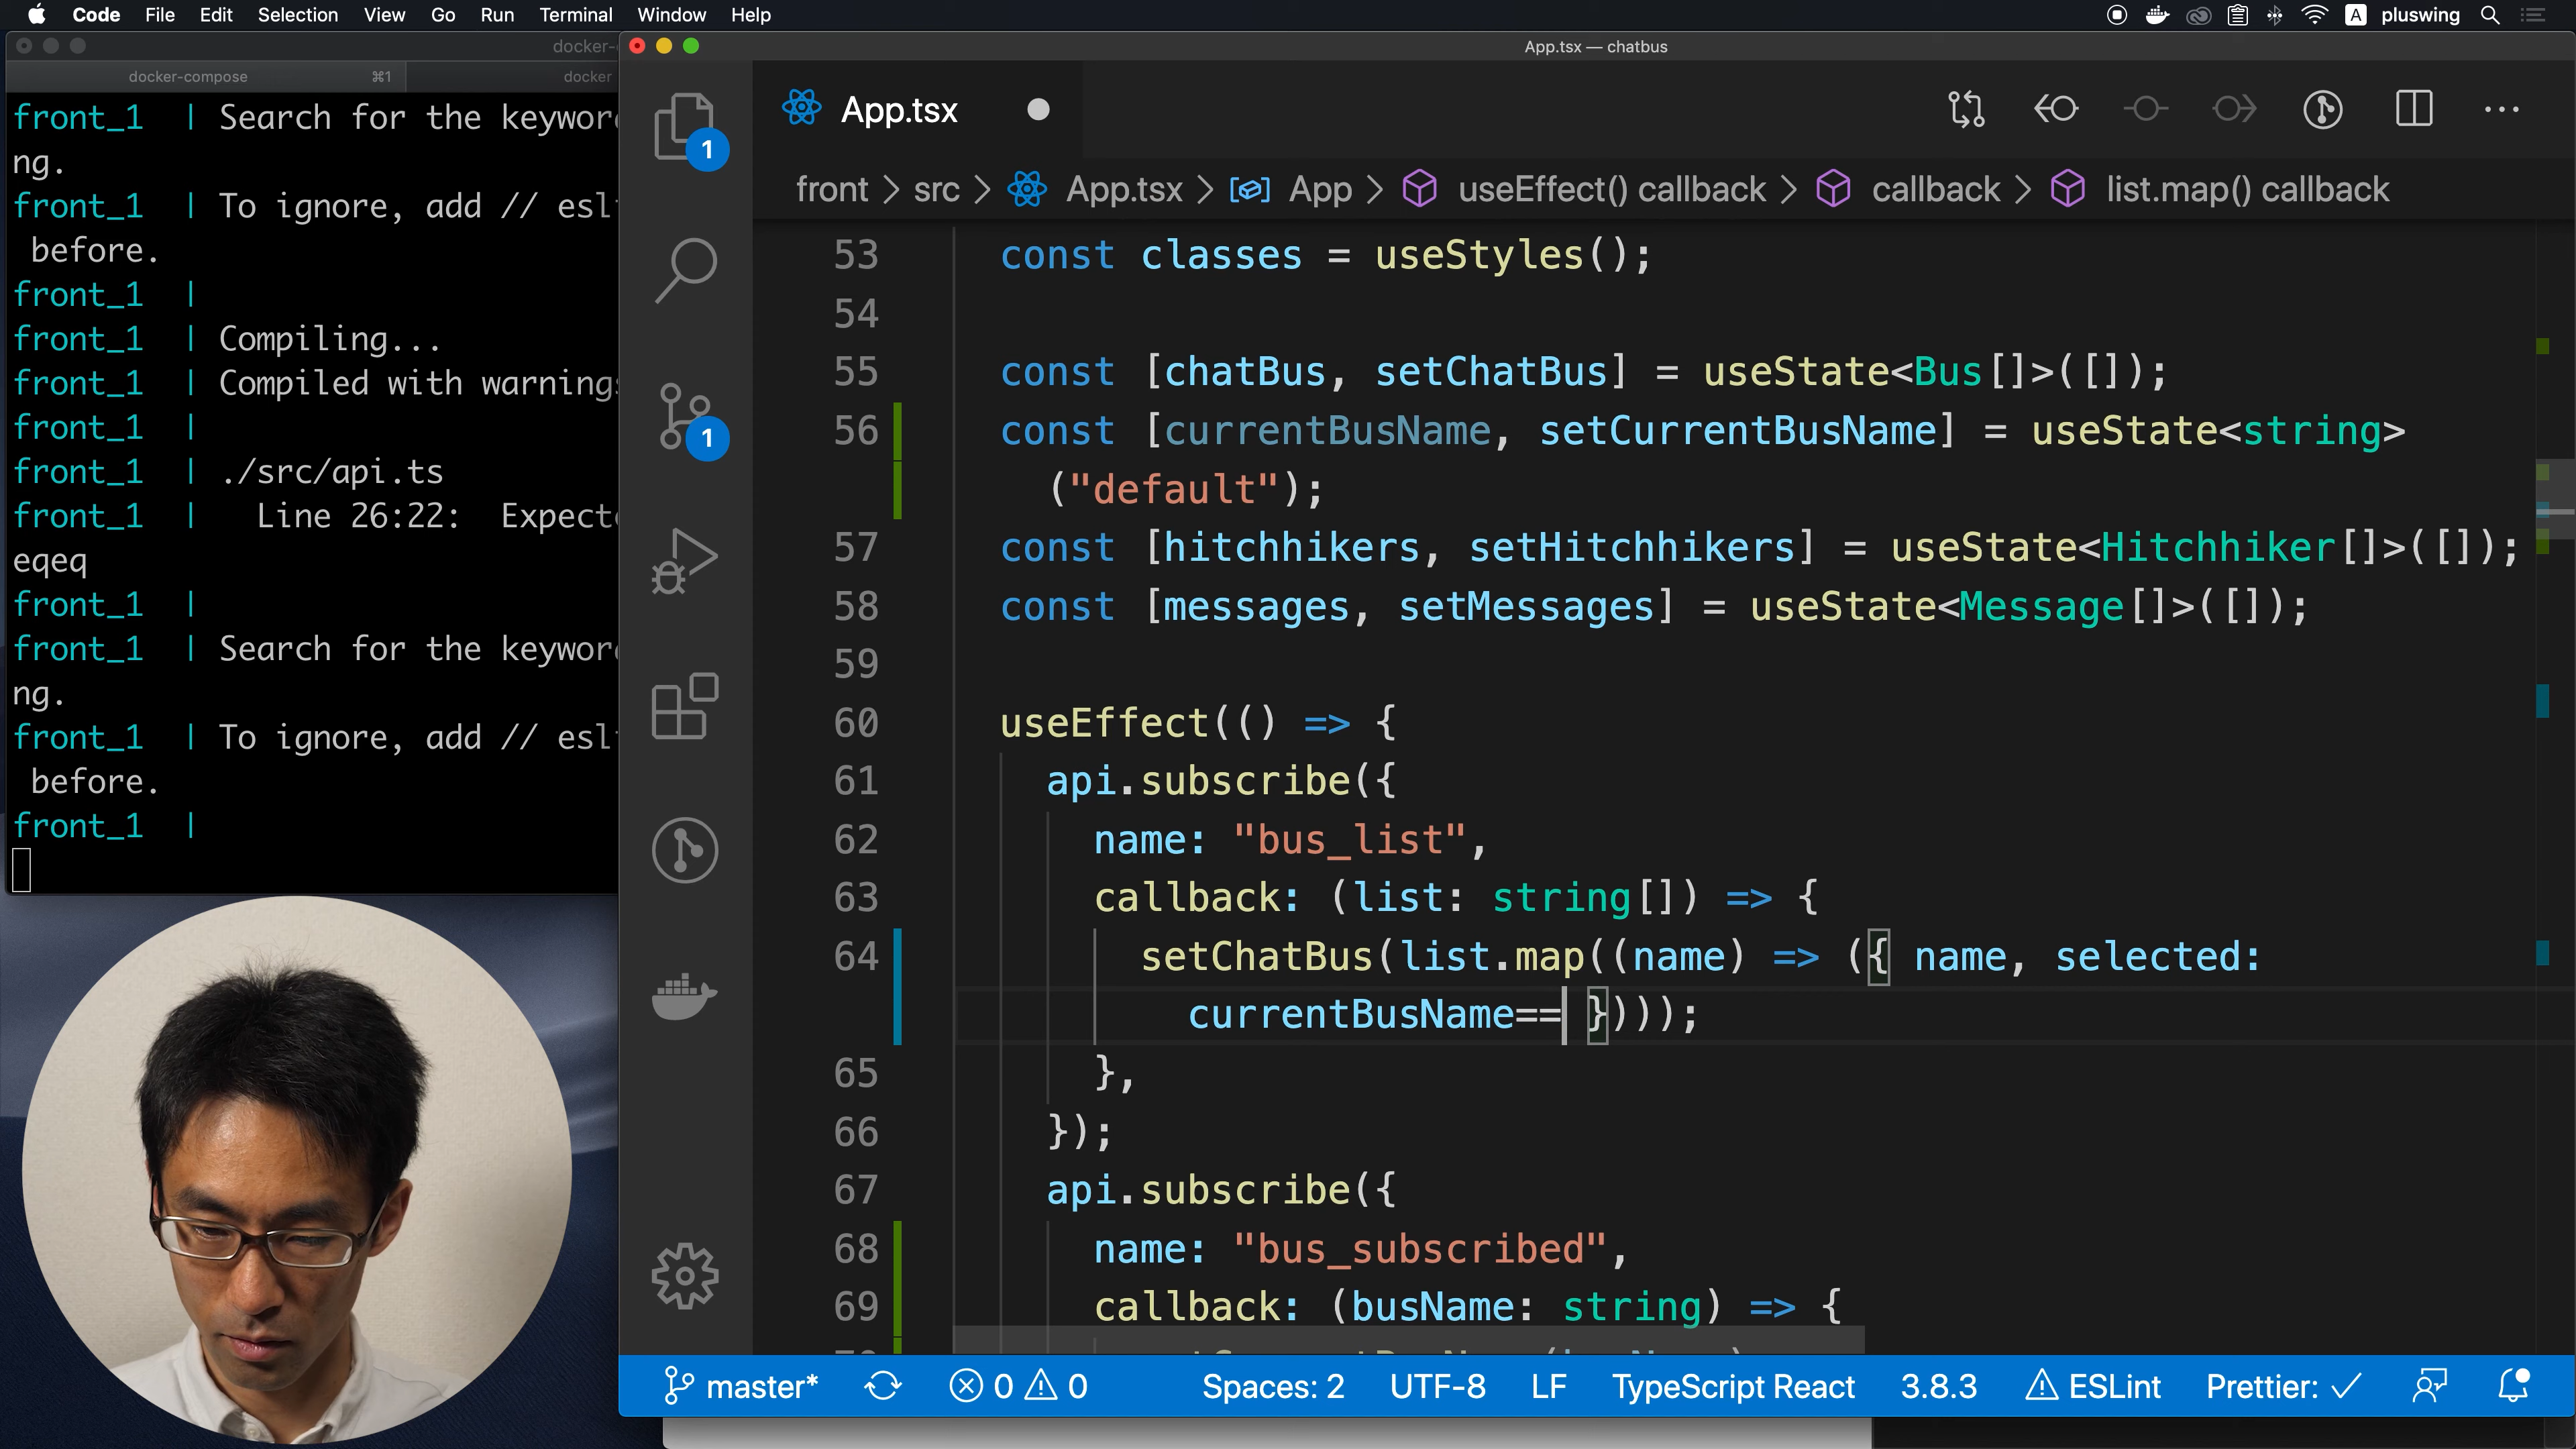 Code File Edit Selection View Go Run Terminal Window Help
A pluswing
docker-
docker-compose ⌘1 docker
front_1 | Search for the keywor
ng.
front_1 | To ignore, add // esl
before.
front_1 |
front_1 | Compiling...
front_1 | Compiled with warning
front_1 |
front_1 | ./src/api.ts
front_1 | Line 26:22: Expect
eqeq
front_1 |
front_1 | Search for the keywor
ng.
front_1 | To ignore, add // esl
before.
front_1 |
App.tsx — chatbus
App.tsx
1
1
front > src > App.tsx > App > useEffect() callback > callback > list.map() callback
53 const classes = useStyles();
54
55 const [chatBus, setChatBus] = useState<Bus[]>([]);
56 const [currentBusName, setCurrentBusName] = useState<string>
("default");
57 const [hitchhikers, setHitchhikers] = useState<Hitchhiker[]>([]);
58 const [messages, setMessages] = useState<Message[]>([]);
59
60 useEffect(() => {
61 api.subscribe({
62 name: "bus_list",
63 callback: (list: string[]) => {
64 setChatBus(list.map((name) => ({ name, selected:
currentBusName== })));
65 },
66 });
67 api.subscribe({
68 name: "bus_subscribed",
69 callback: (busName: string) => {
master* 0 0 Spaces: 2 UTF-8 LF TypeScript React 3.8.3 ESLint Prettier: ✓